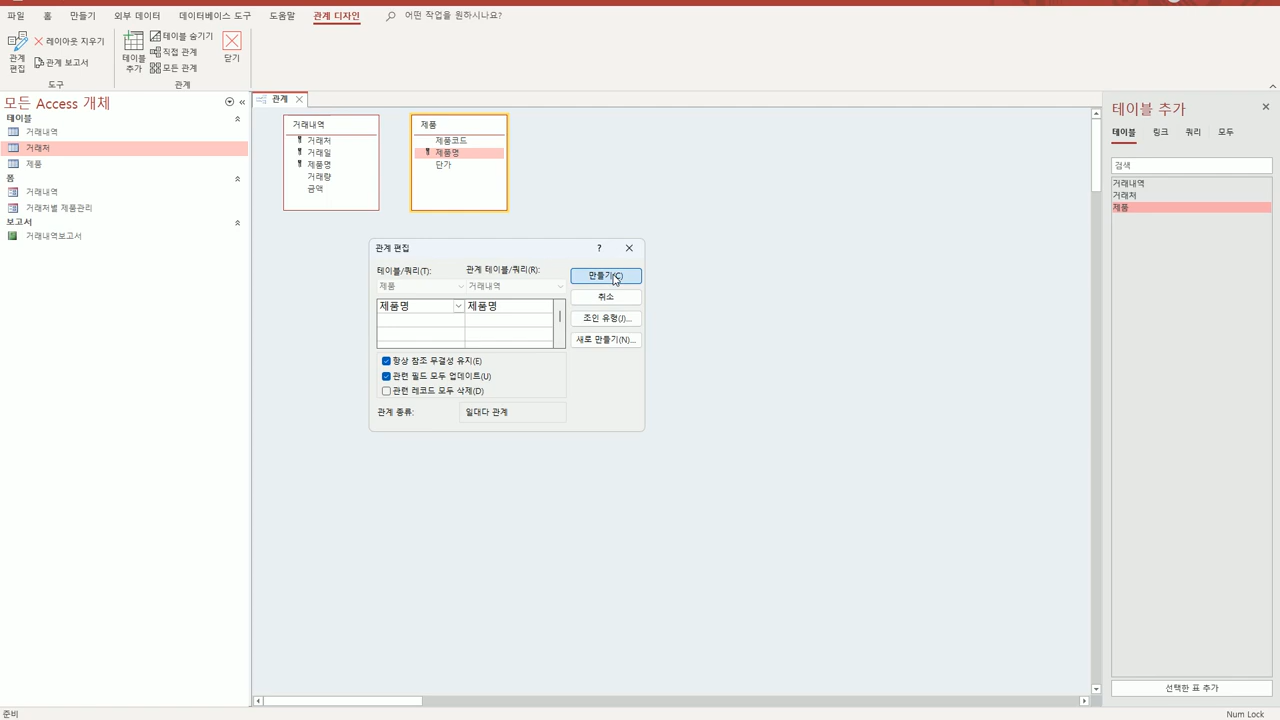 파일 홈 만들기 외부 데이터 데이터베이스 도구 도움말 관계 디자인 어떤 작업을 원하시나요?
관계 편집
레이아웃 지우기
관계 보고서
도구
테이블 추가
테이블 숨기기
직접 관계
모든 관계
닫기
관계
모든 Access 개체
테이블
거래내역
거래처
제품
폼
거래내역
거래처별 제품관리
보고서
거래내역보고서
관계
거래내역
거래처
거래일
제품명
거래량
금액
제품
제품코드
제품명
단가
관계 편집 ?
테이블/쿼리(T): 관계 테이블/쿼리(R):
제품 거래내역
제품명 제품명
만들기(C)
취소
조인 유형(J)...
새로 만들기(N)...
항상 참조 무결성 유지(E)
관련 필드 모두 업데이트(U)
관련 레코드 모두 삭제(D)
관계 종류: 일대다 관계
테이블 추가
테이블 링크 쿼리 모두
검색
거래내역
거래처
제품
선택한 표 추가
준비
Num Lock